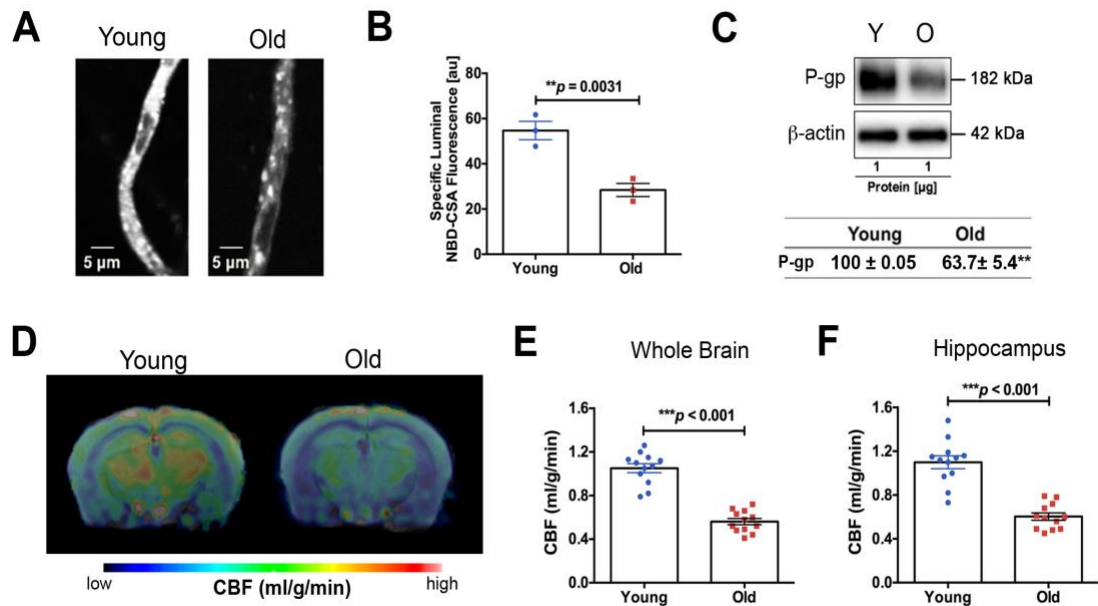 A
Young
Old
5 µm
5 µm
B
**p = 0.0031
Specific Luminal
NBD-CSA Fluorescence [au]
80
60
40
20
0
Young
Old
C
Y O
P-gp
182 kDa
β-actin
42 kDa
1 1
Protein [µg]
Young Old
P-gp 100 ± 0.05 63.7± 5.4**
D
Young
Old
low
CBF (ml/g/min)
high
E
Whole Brain
***p < 0.001
CBF (ml/g/min)
1.6
1.2
0.8
0.4
0.0
Young
Old
F
Hippocampus
***p < 0.001
CBF (ml/g/min)
1.6
1.2
0.8
0.4
0.0
Young
Old